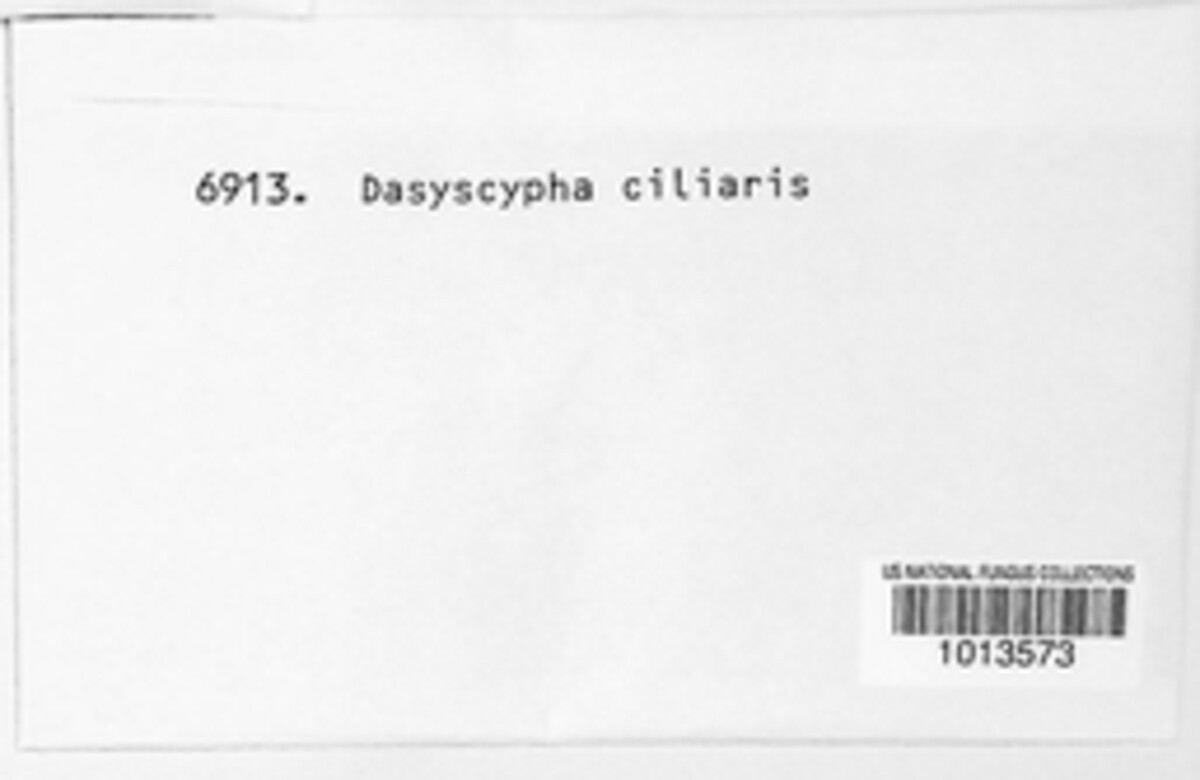 6913. Dasyscypha ciliaris
US NATIONAL FUNGUS COLLECTIONS
1013573